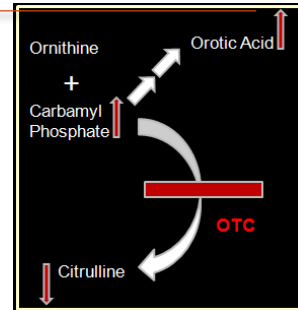 Ornithine
Orotic Acid
+
Carbamyl
Phosphate
OTC
Citrulline